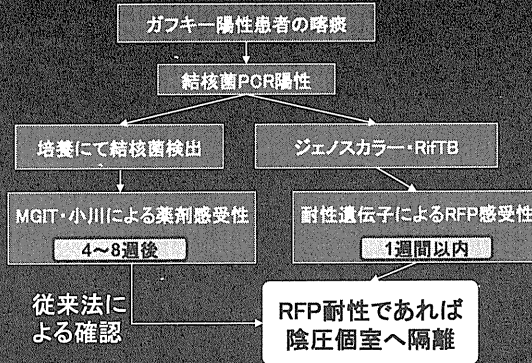 ガフキー陽性患者の喀痰
結核菌PCR陽性
培養にて結核菌検出
ジェノスカラー・RifTB
MGIT・小川による薬剤感受性
4〜8週後
耐性遺伝子によるRFP感受性
1週間以内
従来法に
よる確認
RFP耐性であれば
陰圧個室へ隔離